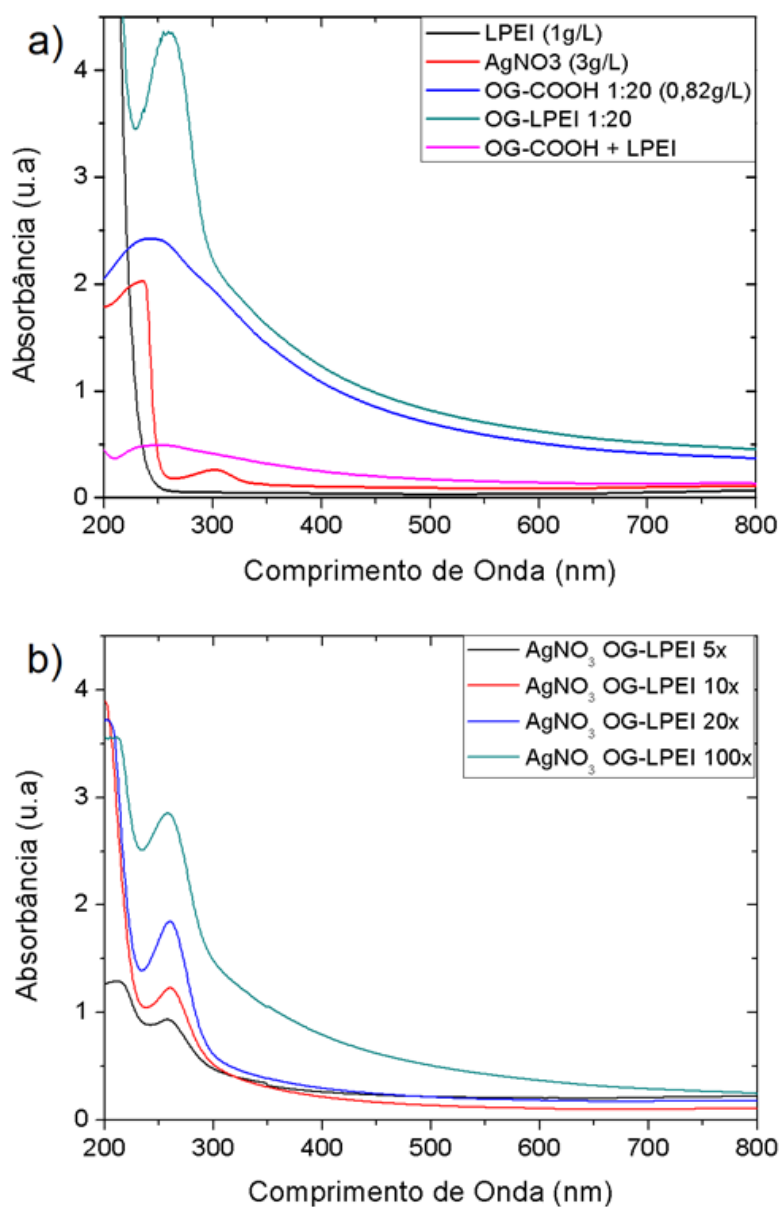 a)
LPEI (1g/L)
AgNO3 (3g/L)
OG-COOH 1:20 (0,82g/L)
OG-LPEI 1:20
OG-COOH + LPEI
Absorbância (u.a)
4
3
2
1
0
200 300 400 500 600 700 800
Comprimento de Onda (nm)
b)
AgNO₃ OG-LPEI 5x
AgNO₃ OG-LPEI 10x
AgNO₃ OG-LPEI 20x
AgNO₃ OG-LPEI 100x
Absorbância (u.a)
4
3
2
1
0
200 300 400 500 600 700 800
Comprimento de Onda (nm)